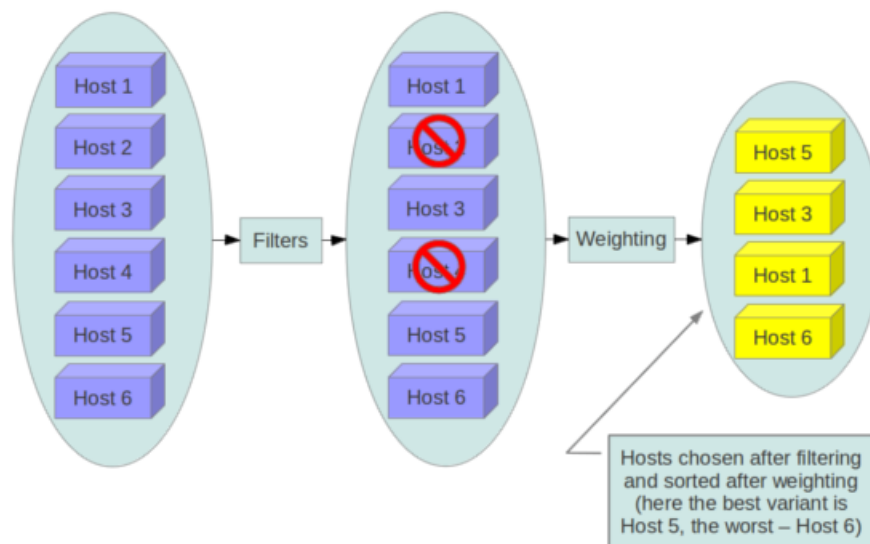 Host 1
Host 2
Host 3
Host 4
Host 5
Host 6
Filters
Host 1
Host 3
Host 5
Host 6
Weighting
Host 5
Host 3
Host 1
Host 6
Hosts chosen after filtering
and sorted after weighting
(here the best variant is
Host 5, the worst – Host 6)